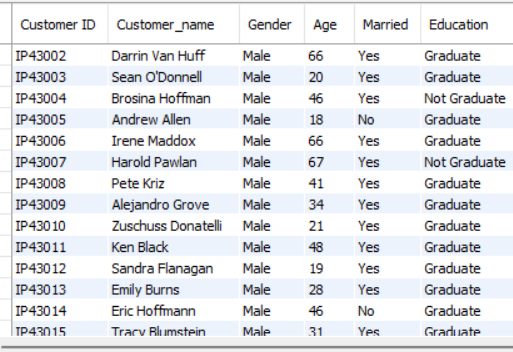 Customer ID Customer_name Gender Age Married Education
IP43002 Darrin Van Huff Male 66 Yes Graduate
IP43003 Sean O'Donnell Male 20 Yes Graduate
IP43004 Brosina Hoffman Male 46 Yes Not Graduate
IP43005 Andrew Allen Male 18 No Graduate
IP43006 Irene Maddox Male 66 Yes Graduate
IP43007 Harold Pawlan Male 67 Yes Not Graduate
IP43008 Pete Kriz Male 41 Yes Graduate
IP43009 Alejandro Grove Male 34 Yes Graduate
IP43010 Zuschuss Donatelli Male 21 Yes Graduate
IP43011 Ken Black Male 48 Yes Graduate
IP43012 Sandra Flanagan Male 19 Yes Graduate
IP43013 Emily Burns Male 28 Yes Graduate
IP43014 Eric Hoffmann Male 46 No Graduate
IP43015 Tracy Blumstein Male 31 Yes Graduate